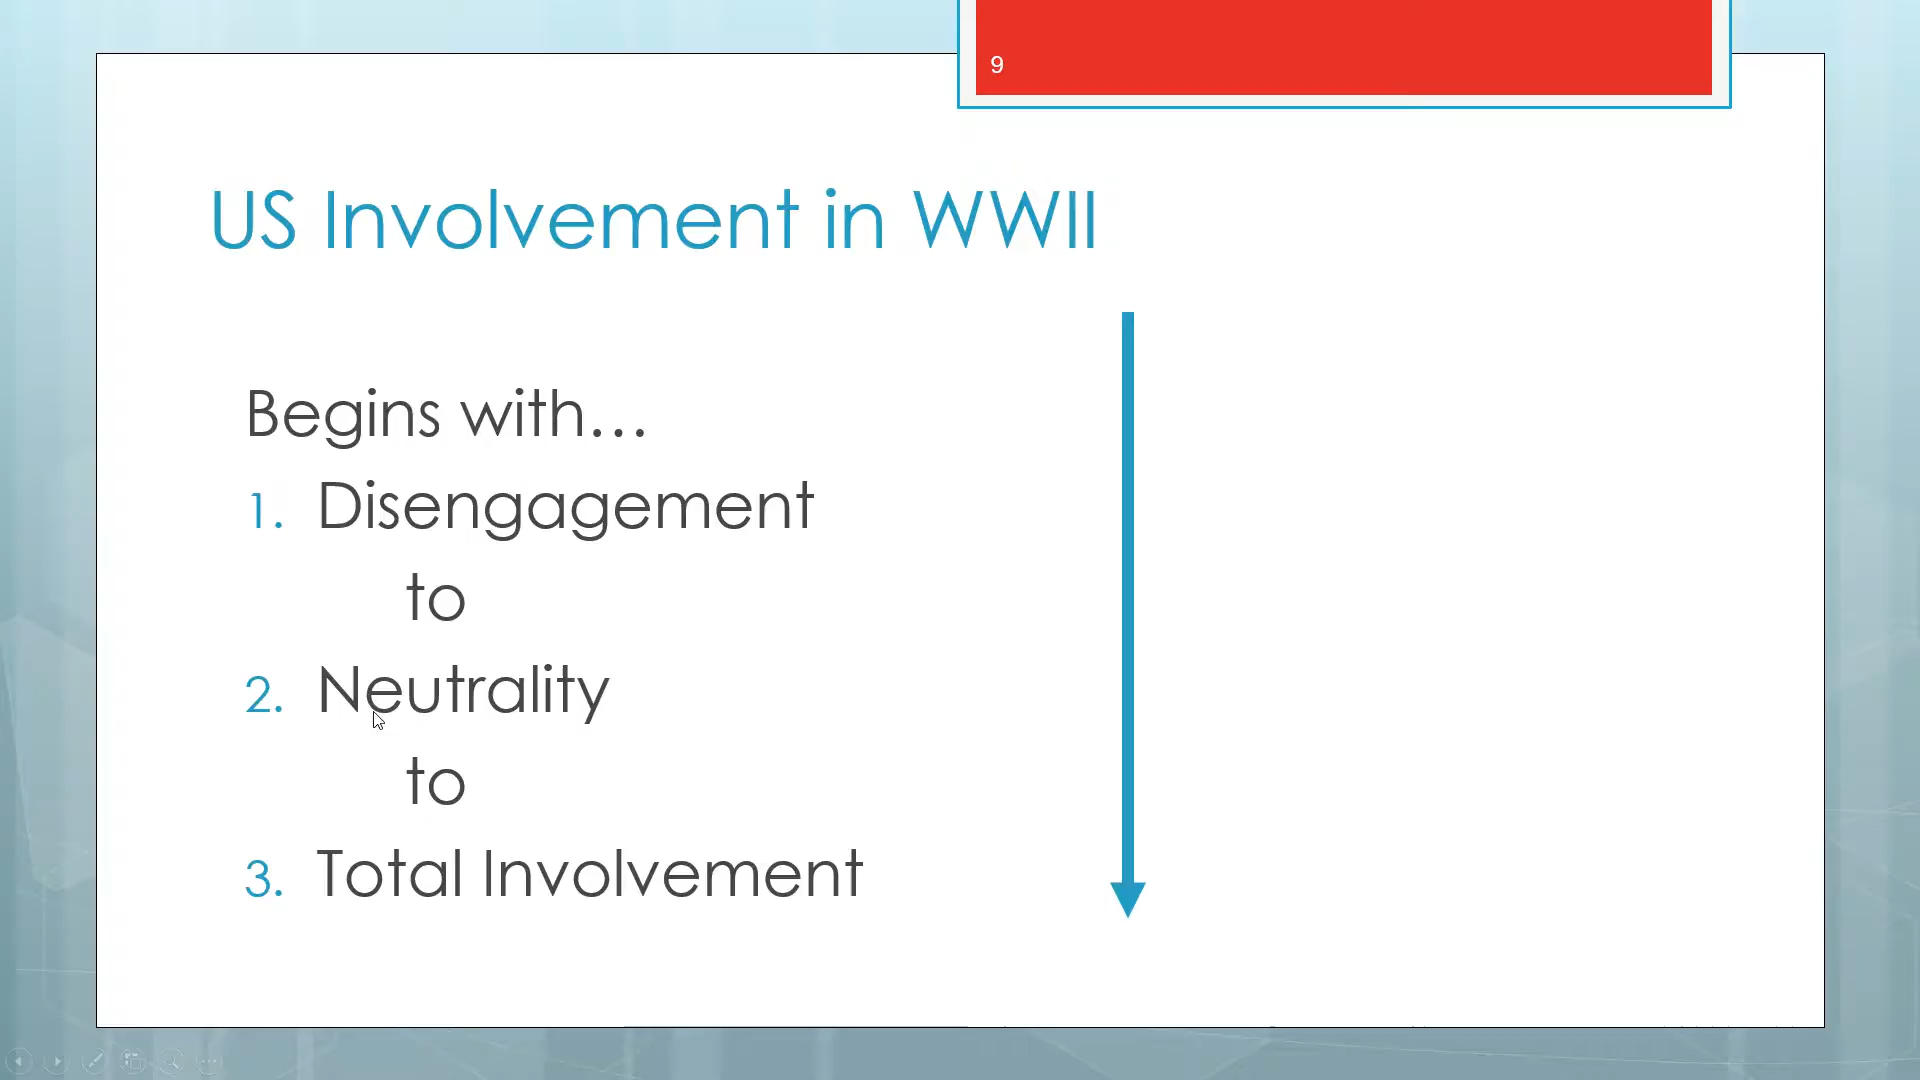 9
US Involvement in WWII
Begins with…
1. Disengagement
to
2. Neutrality
to
3. Total Involvement